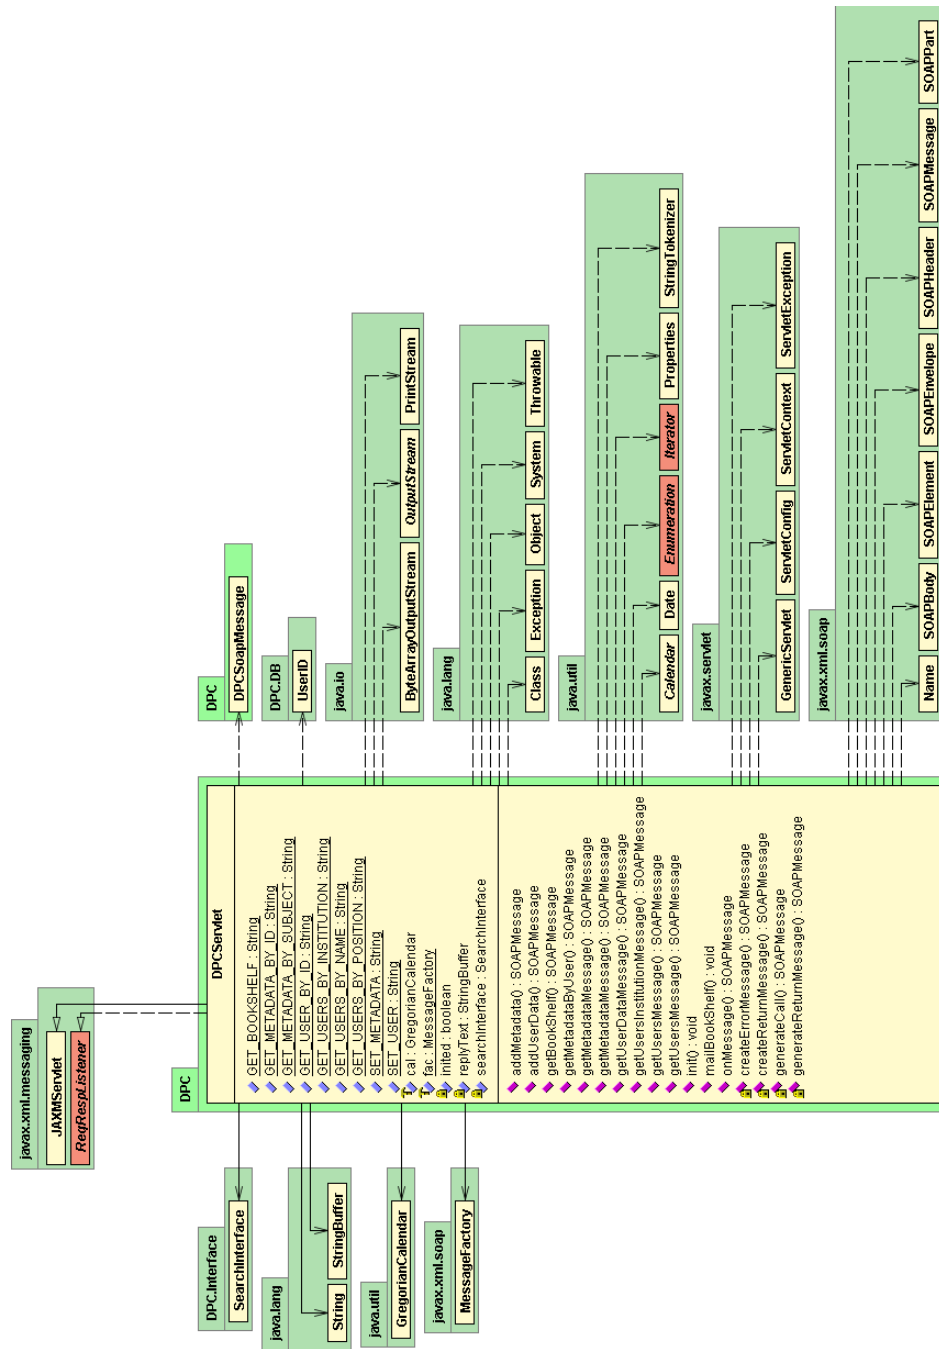 javax.xml.messaging
JAXMServlet
ReqRespListener
DPC.Interface
SearchInterface
java.lang
String
StringBuffer
java.util
GregorianCalendar
javax.xml.soap
MessageFactory
DPC
DPCServlet
GET_BOOKSHELF : String
GET_METADATA_BY_ID : String
GET_METADATA_BY_SUBJECT : String
GET_USER_BY_ID : String
GET_USERS_BY_INSTITUTION : String
GET_USERS_BY_NAME : String
GET_USERS_BY_POSITION : String
SET_METADATA : String
SET_USER : String
cal : GregorianCalendar
fac : MessageFactory
inited : boolean
replyText : StringBuffer
searchInterface : SearchInterface
addMetadata() : SOAPMessage
addUserData() : SOAPMessage
getBookShelf() : SOAPMessage
getMetadataByUser() : SOAPMessage
getMetadataMessage() : SOAPMessage
getMetadataMessage() : SOAPMessage
getUserDataMessage() : SOAPMessage
getUsersInstitutionMessage() : SOAPMessage
getUsersMessage() : SOAPMessage
getUsersMessage() : SOAPMessage
init() : void
mailBookShelf() : void
onMessage() : SOAPMessage
createErrorMessage() : SOAPMessage
createReturnMessage() : SOAPMessage
generateCall() : SOAPMessage
generateReturnMessage() : SOAPMessage
DPC
DPCSoapMessage
DPC.DB
UserID
java.io
ByteArrayOutputStream
OutputStream
PrintStream
java.lang
Class
Exception
Object
System
Throwable
java.util
Calendar
Date
Enumeration
Iterator
Properties
StringTokenizer
javax.servlet
GenericServlet
ServletConfig
ServletContext
ServletException
javax.xml.soap
Name
SOAPBody
SOAPElement
SOAPEnvelope
SOAPHeader
SOAPMessage
SOAPPart